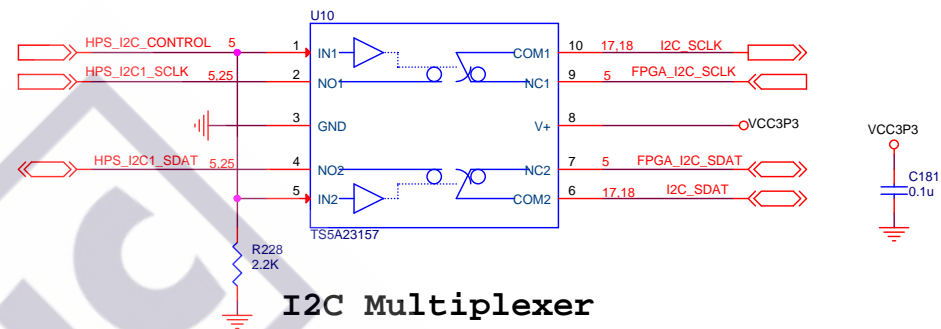 U10
HPS_I2C_CONTROL 5 1 IN1 COM1 10 17,18 I2C_SCLK
HPS_I2C1_SCLK 5,25 2 NO1 NC1 9 5 FPGA_I2C_SCLK
3 GND V+ 8 VCC3P3
HPS_I2C1_SDAT 5,25 4 NO2 NC2 7 5 FPGA_I2C_SDAT
5 IN2 COM2 6 17,18 I2C_SDAT
TS5A23157
R228
2.2K
VCC3P3
C181
0.1u
I2C Multiplexer